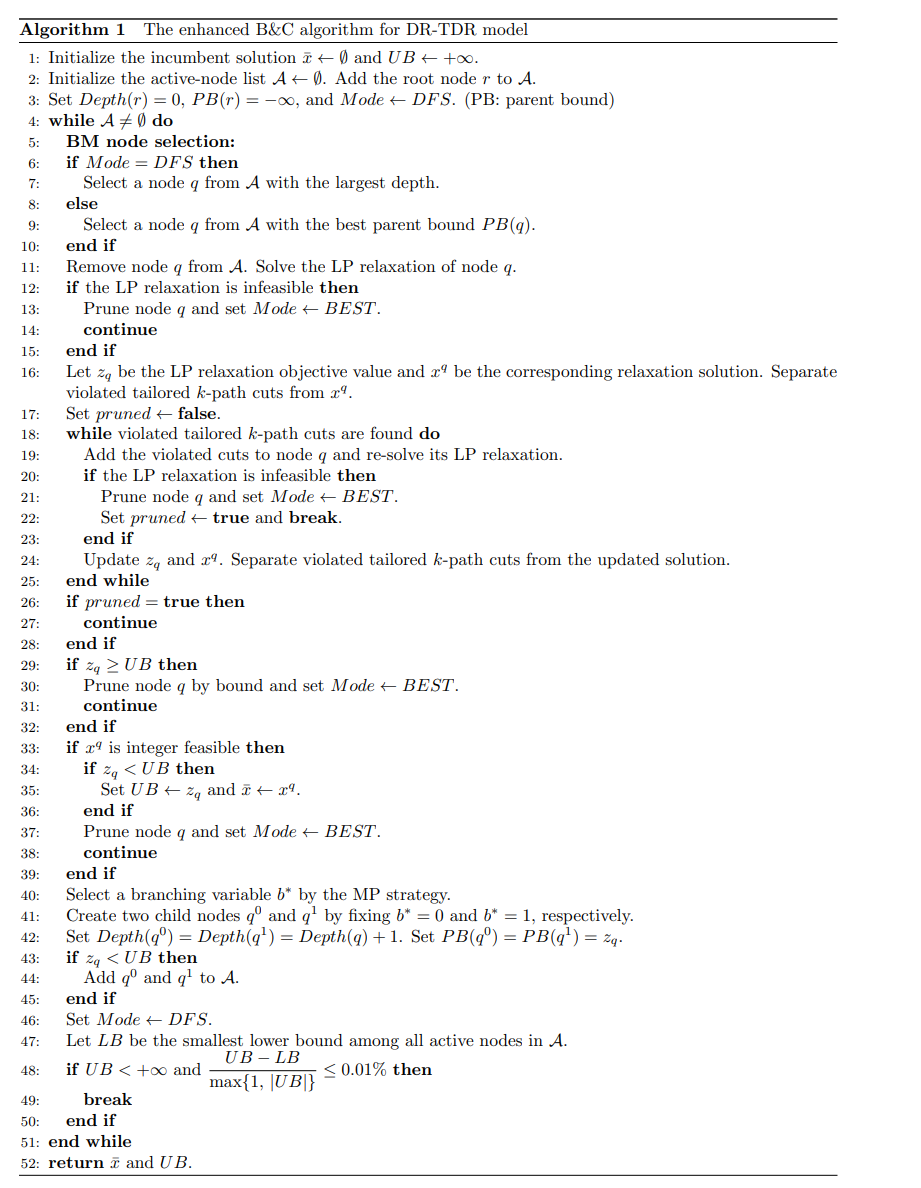 Algorithm 1 The enhanced B&C algorithm for DR-TDR model
1: Initialize the incumbent solution x̄ ← ∅ and UB ← +∞.
2: Initialize the active-node list 𝒜 ← ∅. Add the root node r to 𝒜.
3: Set Depth(r) = 0, PB(r) = −∞, and Mode ← DFS. (PB: parent bound)
4: while 𝒜 ≠ ∅ do
5: BM node selection:
6: if Mode = DFS then
7: Select a node q from 𝒜 with the largest depth.
8: else
9: Select a node q from 𝒜 with the best parent bound PB(q).
10: end if
11: Remove node q from 𝒜. Solve the LP relaxation of node q.
12: if the LP relaxation is infeasible then
13: Prune node q and set Mode ← BEST.
14: continue
15: end if
16: Let z_q be the LP relaxation objective value and x^q be the corresponding relaxation solution. Separate
violated tailored k-path cuts from x^q.
17: Set pruned ← false.
18: while violated tailored k-path cuts are found do
19: Add the violated cuts to node q and re-solve its LP relaxation.
20: if the LP relaxation is infeasible then
21: Prune node q and set Mode ← BEST.
22: Set pruned ← true and break.
23: end if
24: Update z_q and x^q. Separate violated tailored k-path cuts from the updated solution.
25: end while
26: if pruned = true then
27: continue
28: end if
29: if z_q ≥ UB then
30: Prune node q by bound and set Mode ← BEST.
31: continue
32: end if
33: if x^q is integer feasible then
34: if z_q < UB then
35: Set UB ← z_q and x̄ ← x^q.
36: end if
37: Prune node q and set Mode ← BEST.
38: continue
39: end if
40: Select a branching variable b* by the MP strategy.
41: Create two child nodes q^0 and q^1 by fixing b* = 0 and b* = 1, respectively.
42: Set Depth(q^0) = Depth(q^1) = Depth(q) + 1. Set PB(q^0) = PB(q^1) = z_q.
43: if z_q < UB then
44: Add q^0 and q^1 to 𝒜.
45: end if
46: Set Mode ← DFS.
47: Let LB be the smallest lower bound among all active nodes in 𝒜.
48: if UB < +∞ and (UB − LB) / max{1, |UB|} ≤ 0.01% then
49: break
50: end if
51: end while
52: return x̄ and UB.